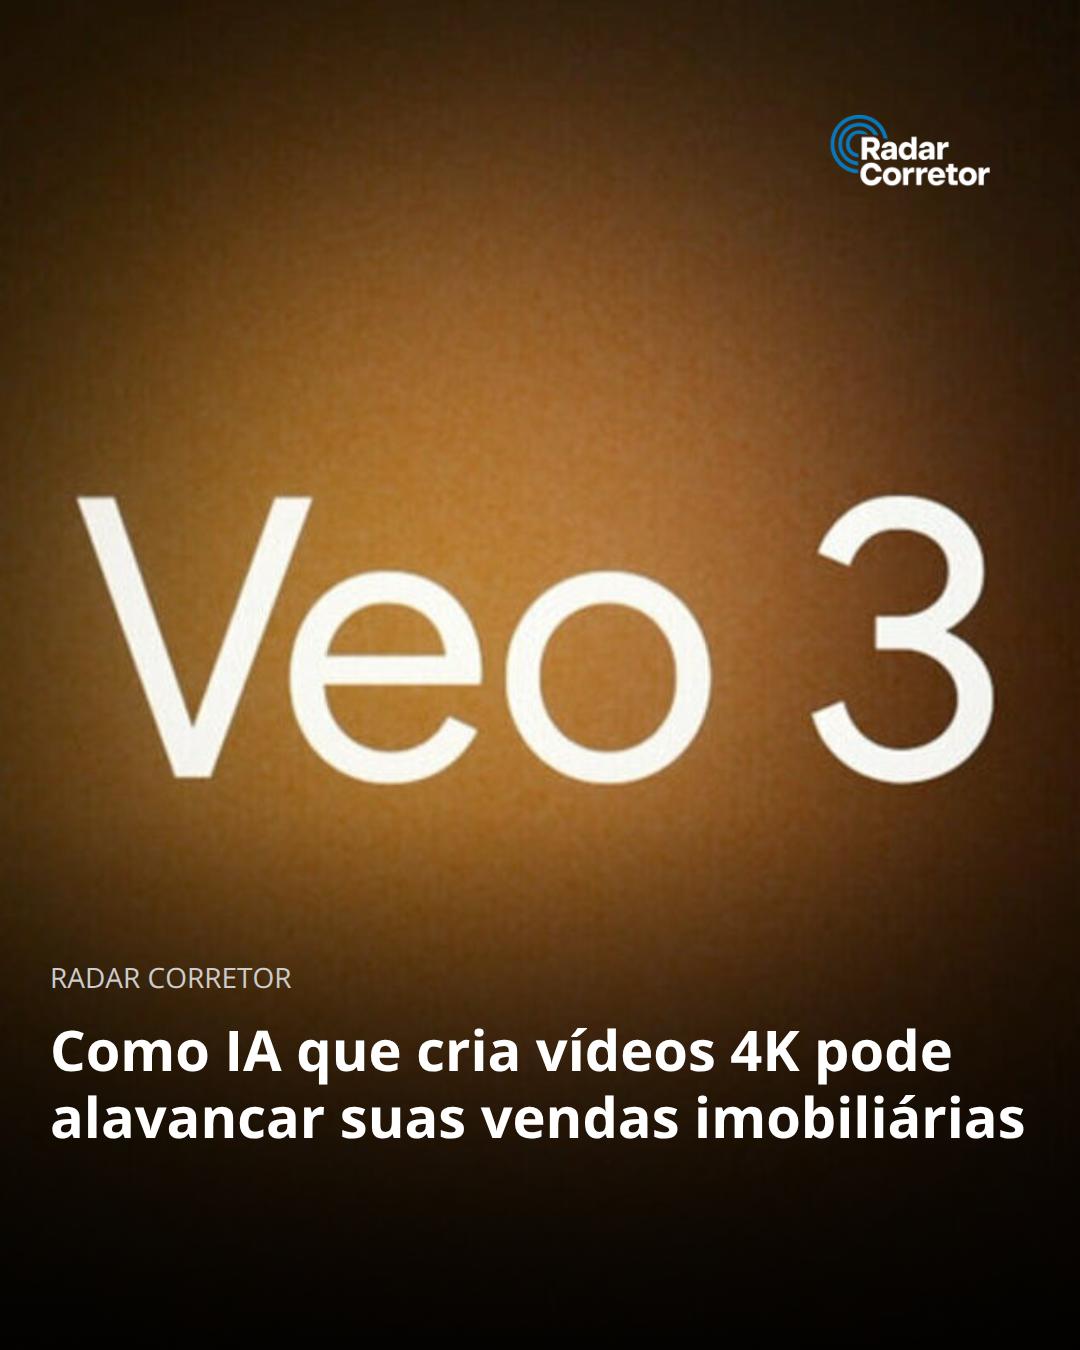 Radar
Corretor
Veo 3
RADAR CORRETOR
Como IA que cria vídeos 4K pode
alavancar suas vendas imobiliárias